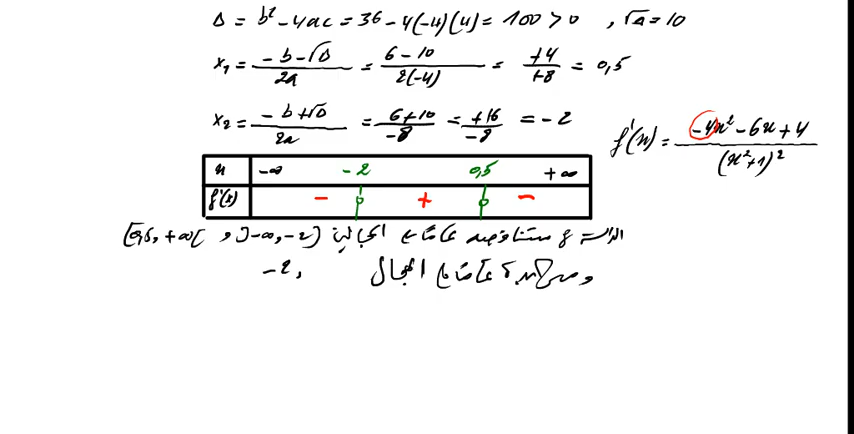 Δ = b² - 4ac = 36 - 4(-4)(4) = 100 > 0 , √Δ = 10
x₁ = (-b-√Δ)/2a = (6-10)/2(-4) = +4/+8 = 0,5
x₂ = (-b+√Δ)/2a = (6+10)/-8 = +16/-8 = -2
f'(x) = (-4x² - 6x + 4)/(x²+1)²
x -∞ -2 0,5 +∞
f'(x) - 0 + 0 -
الدالة f متناقصة تماما على المجالين ]-∞,-2] و [0,5,+∞[
ومتزايدة تماما على المجال -2,